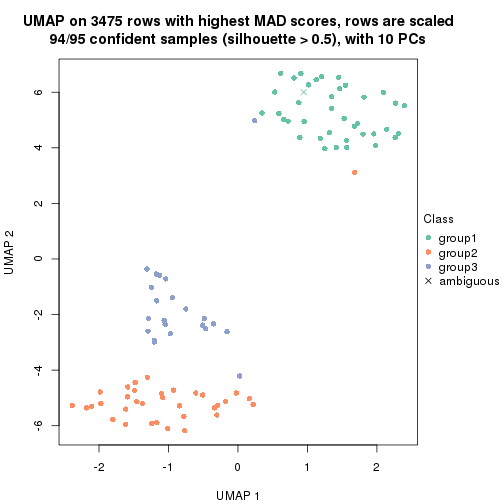 UMAP on 3475 rows with highest MAD scores, rows are scaled
94/95 confident samples (silhouette > 0.5), with 10 PCs
6
4
2
0
-2
-4
-6
UMAP 2
-2
-1
0
1
2
UMAP 1
Class
group1
group2
group3
ambiguous